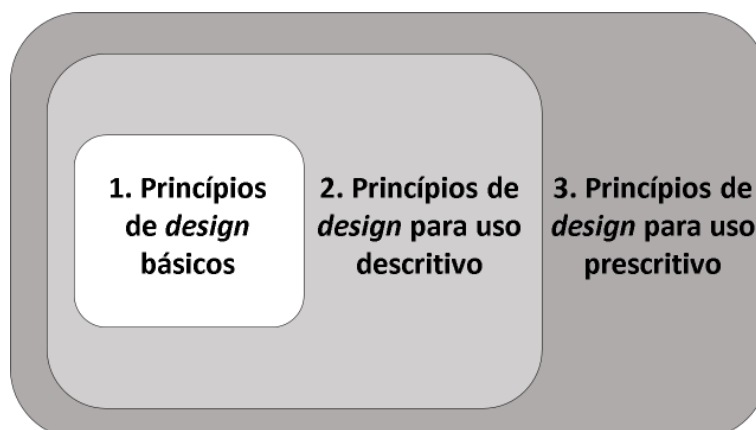 1. Princípios
de design
básicos
2. Princípios de
design para uso
descritivo
3. Princípios de
design para uso
prescritivo